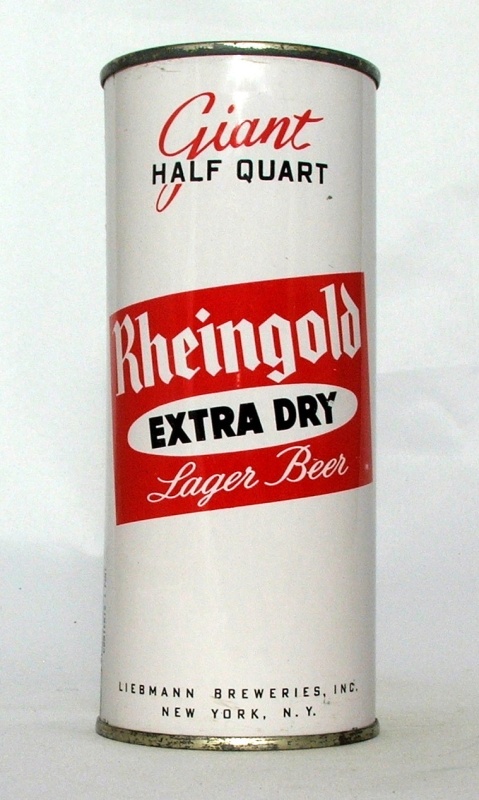 Giant
HALF QUART
Rheingold
EXTRA DRY
Lager Beer
LIEBMANN BREWERIES, INC.
NEW YORK, N.Y.